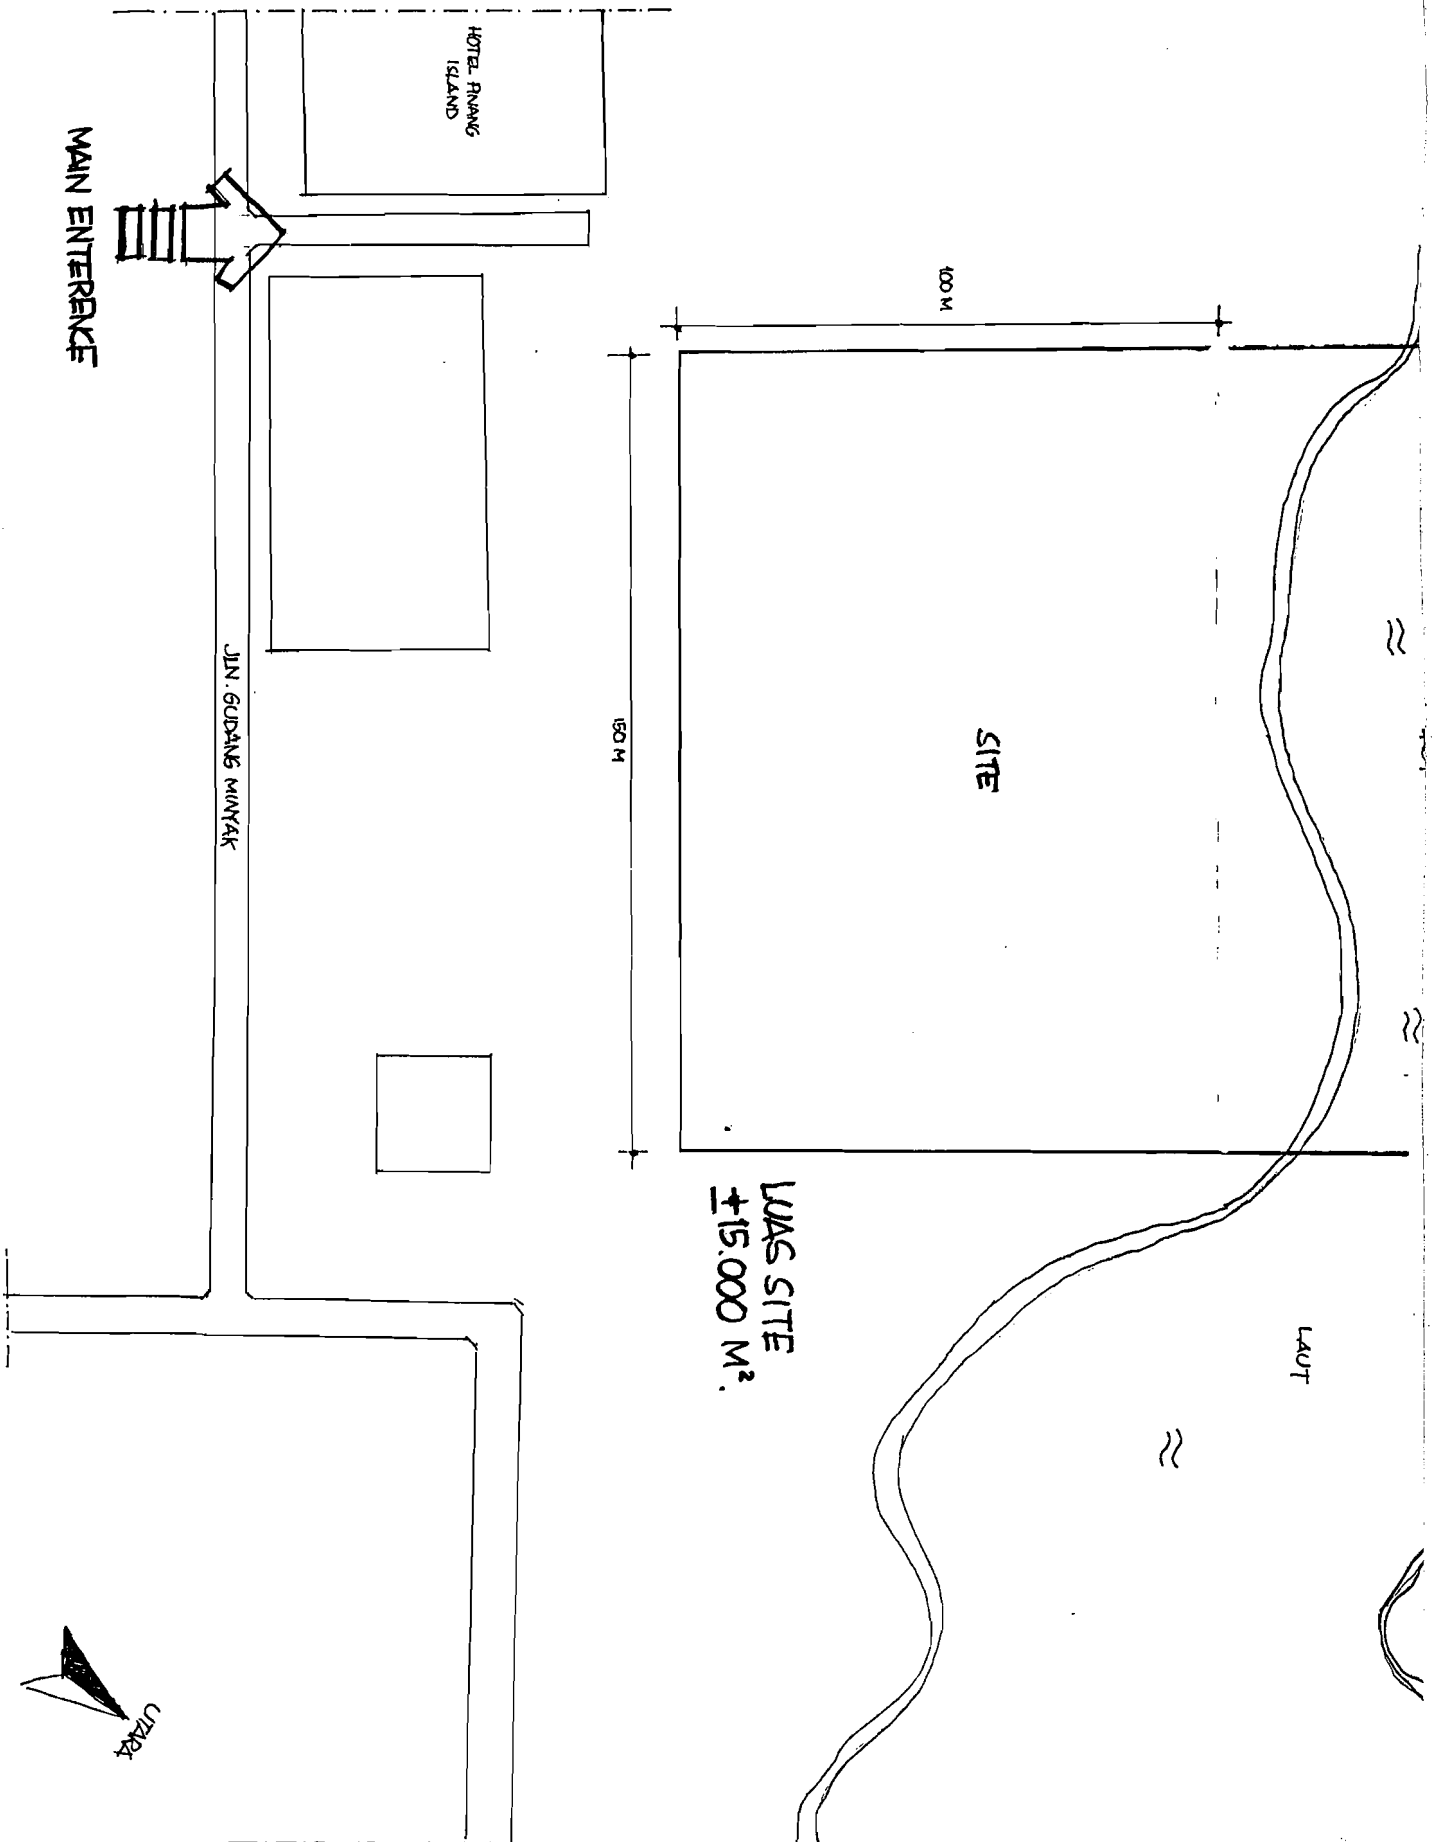 HOTEL PINANG
ISLAND
MAIN ENTERENCE
100 M
150 M
SITE
JLN. GUDANG MINYAK
LUAS SITE
±15.000 M².
LAUT
UTARA